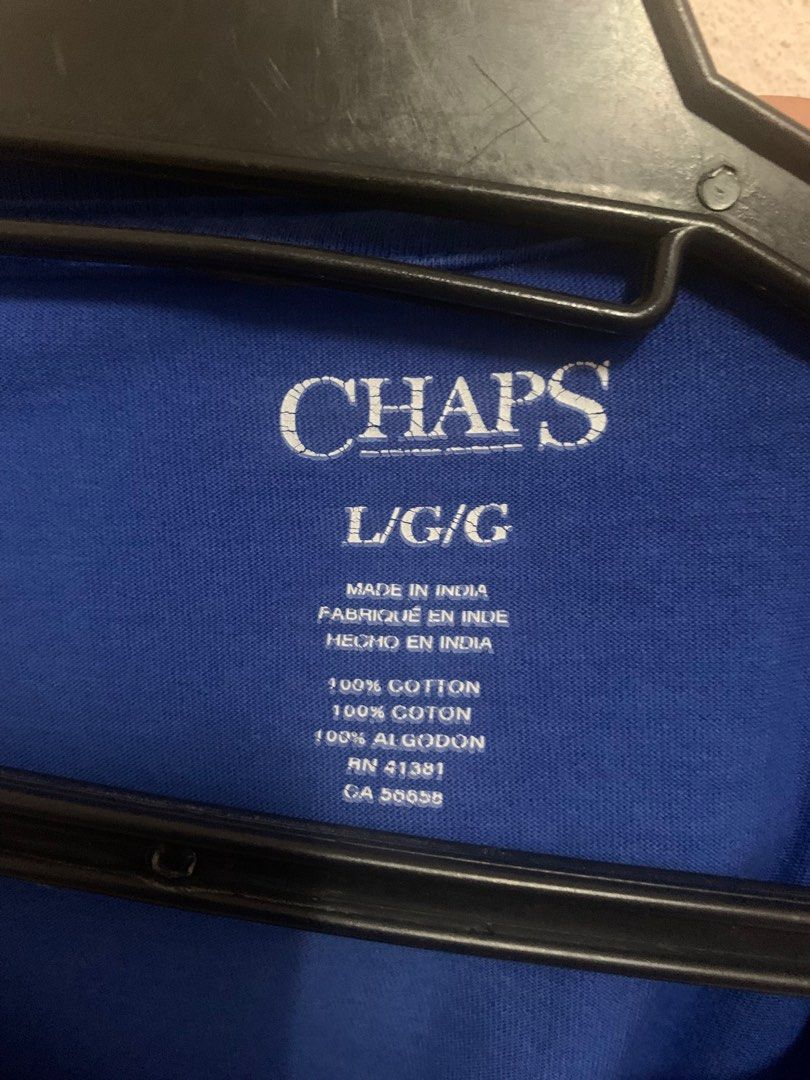 CHAPS
L/G/G
MADE IN INDIA
FABRIQUÉ EN INDE
HECHO EN INDIA
100% COTTON
100% COTON
100% ALGODON
RN 41381
CA 56658